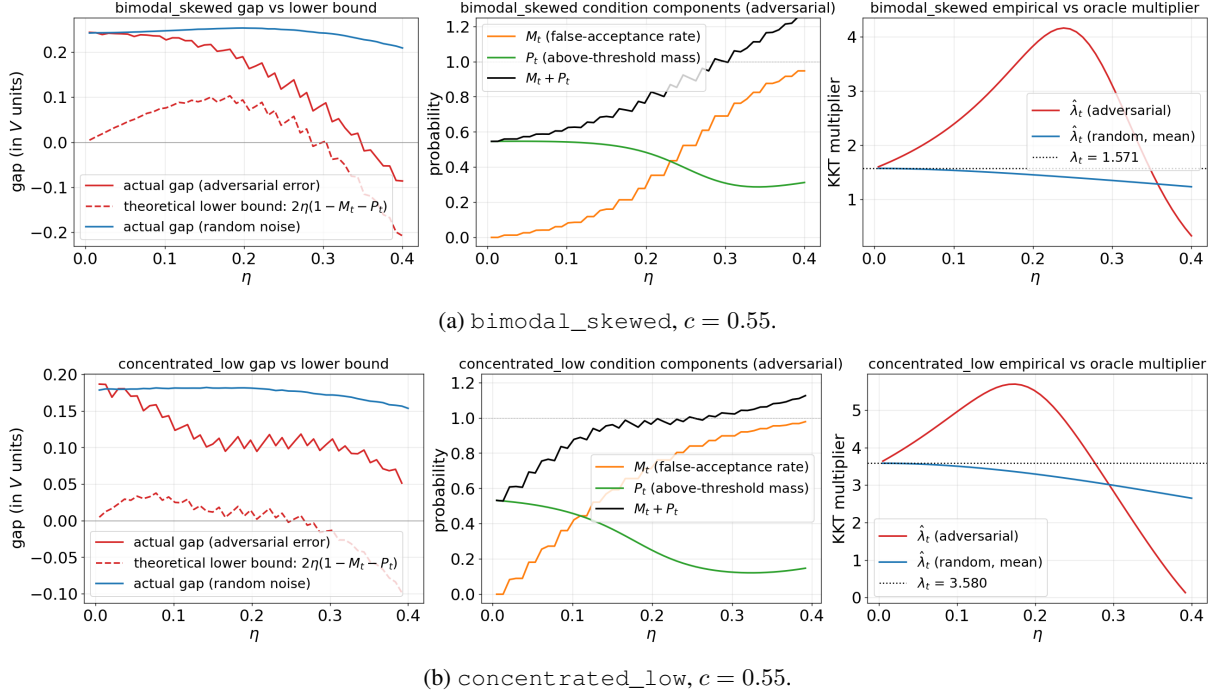 bimodal_skewed gap vs lower bound
gap (in V units)
0.2
0.1
0.0
−0.1
−0.2
actual gap (adversarial error)
theoretical lower bound: 2η(1−M_t−P_t)
actual gap (random noise)
0.0 0.1 0.2 0.3 0.4
η
bimodal_skewed condition components (adversarial)
probability
1.2
1.0
0.8
0.6
0.4
0.2
0.0
M_t (false-acceptance rate)
P_t (above-threshold mass)
M_t + P_t
0.0 0.1 0.2 0.3 0.4
η
bimodal_skewed empirical vs oracle multiplier
KKT multiplier
4
3
2
1
λ̂_t (adversarial)
λ̂_t (random, mean)
λ_t = 1.571
0.0 0.1 0.2 0.3 0.4
η
(a) bimodal_skewed, c = 0.55.
concentrated_low gap vs lower bound
gap (in V units)
0.20
0.15
0.10
0.05
0.00
−0.05
−0.10
actual gap (adversarial error)
theoretical lower bound: 2η(1−M_t−P_t)
actual gap (random noise)
0.0 0.1 0.2 0.3 0.4
η
concentrated_low condition components (adversarial)
probability
1.2
1.0
0.8
0.6
0.4
0.2
0.0
M_t (false-acceptance rate)
P_t (above-threshold mass)
M_t + P_t
0.0 0.1 0.2 0.3 0.4
η
concentrated_low empirical vs oracle multiplier
KKT multiplier
5
4
3
2
1
0
λ̂_t (adversarial)
λ̂_t (random, mean)
λ_t = 3.580
0.0 0.1 0.2 0.3 0.4
η
(b) concentrated_low, c = 0.55.